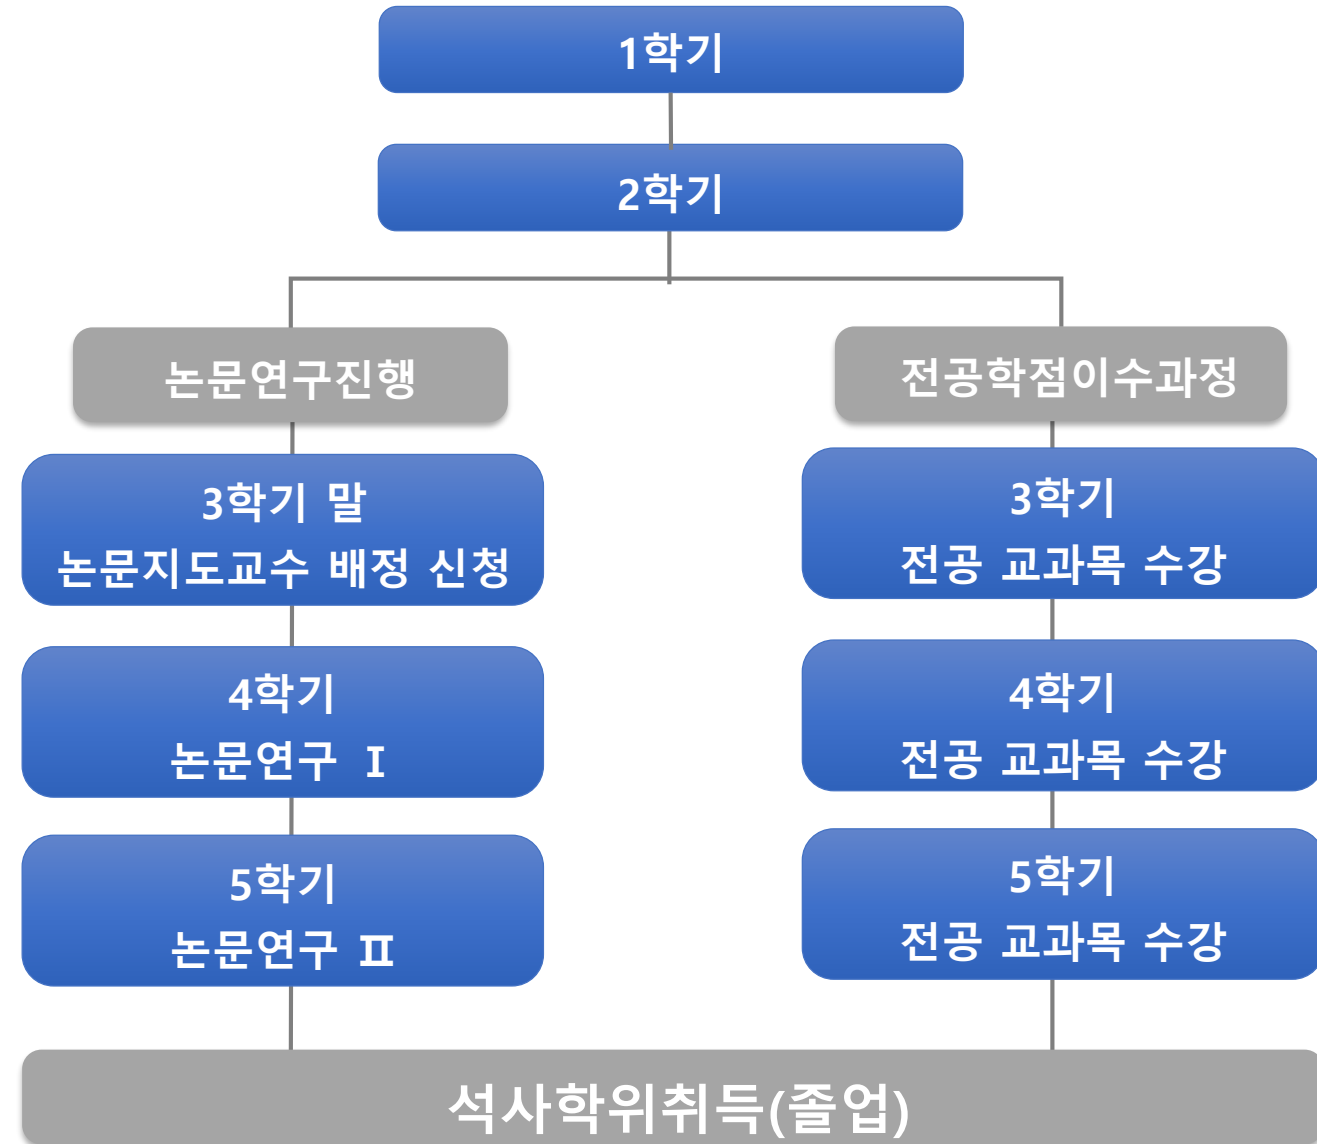 1학기
2학기
논문연구진행
3학기 말
논문지도교수 배정 신청
4학기
논문연구 Ⅰ
5학기
논문연구 Ⅱ
전공학점이수과정
3학기
전공 교과목 수강
4학기
전공 교과목 수강
5학기
전공 교과목 수강
석사학위취득(졸업)